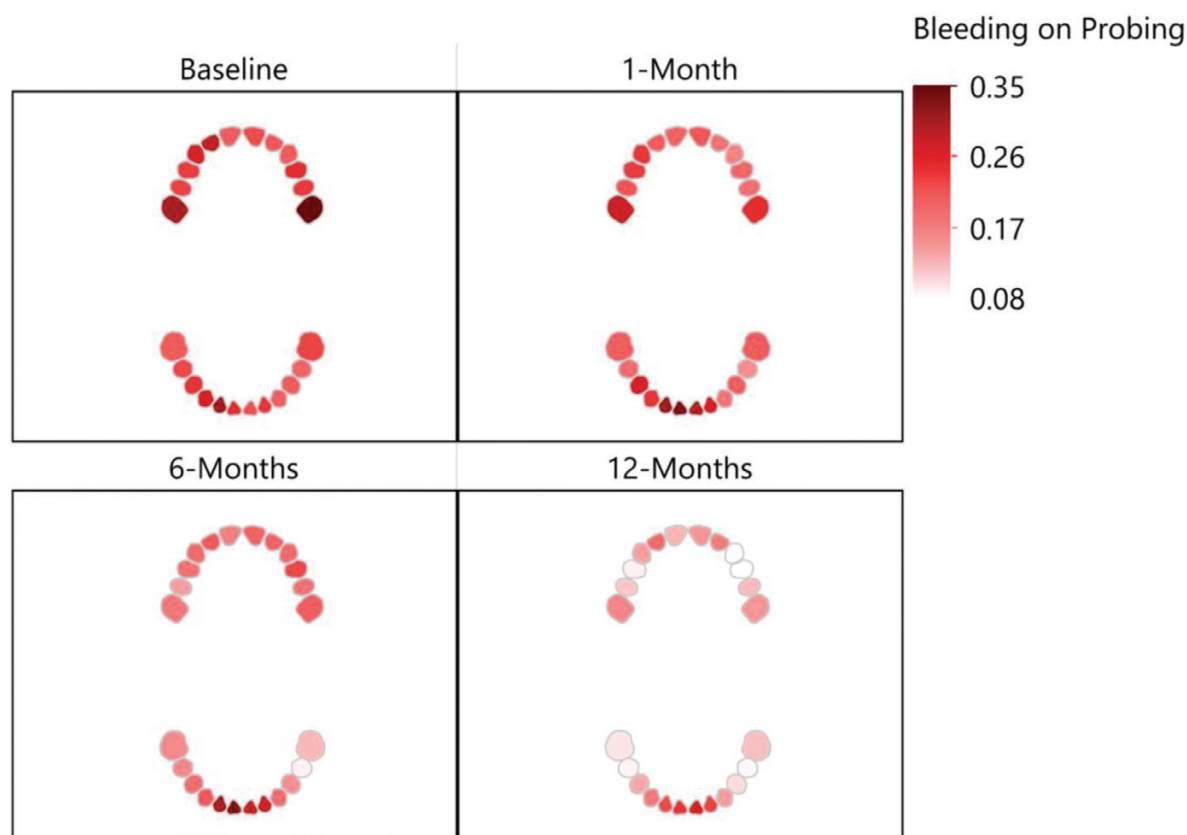 Bleeding on Probing
Baseline
1-Month
0.35
0.26
0.17
0.08
6-Months
12-Months